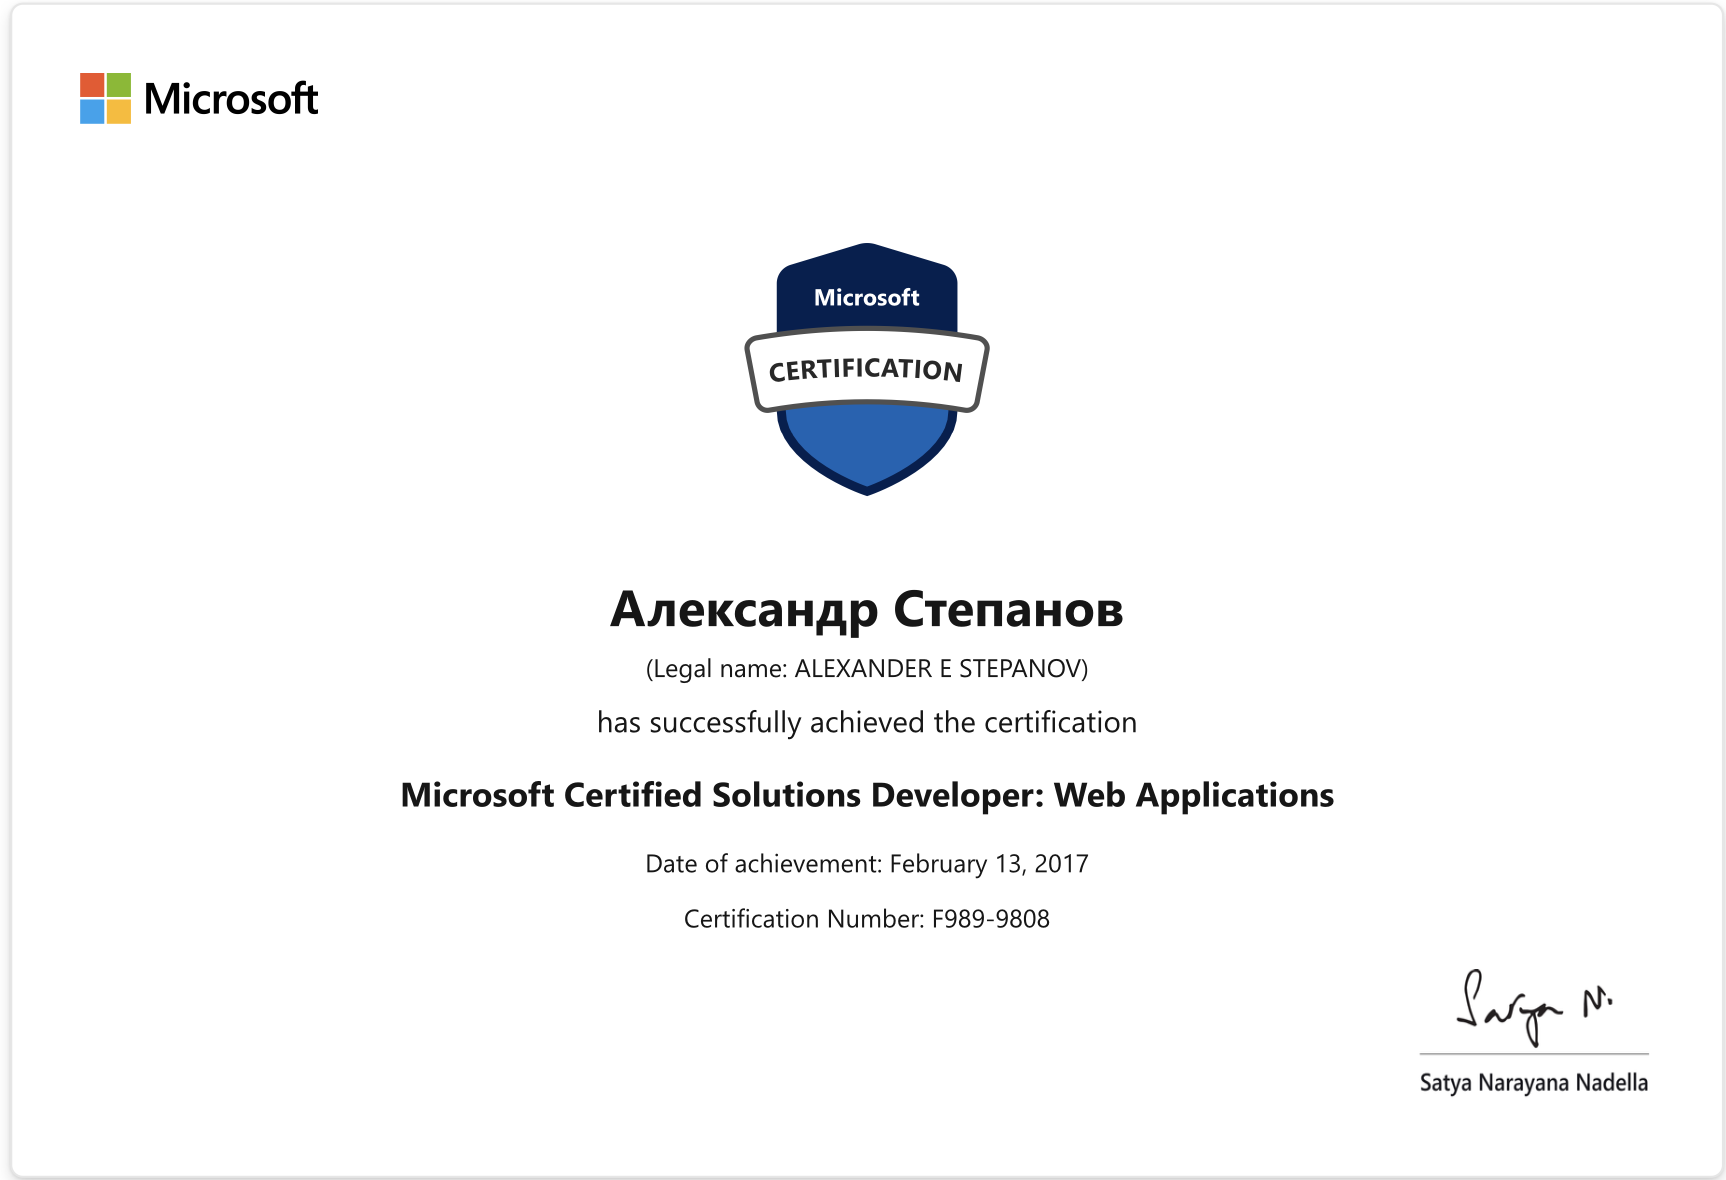 Microsoft
Microsoft
CERTIFICATION
Александр Степанов
(Legal name: ALEXANDER E STEPANOV)
has successfully achieved the certification
Microsoft Certified Solutions Developer: Web Applications
Date of achievement: February 13, 2017
Certification Number: F989-9808
Satya N.
Satya Narayana Nadella